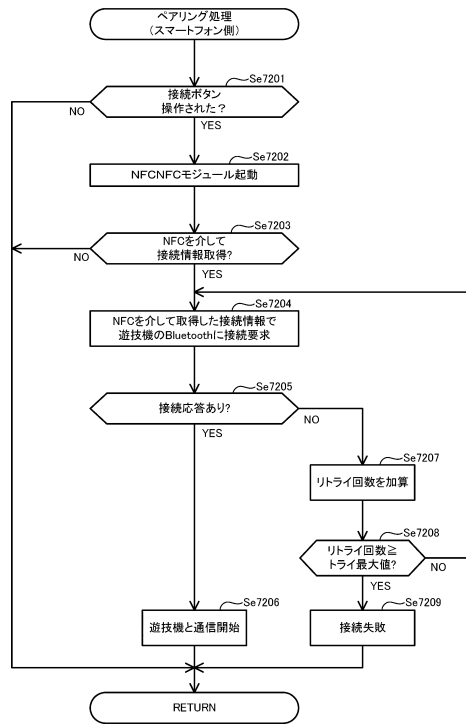 ペアリング処理
(スマートフォン側)
Se7201
接続ボタン
操作された?
NO
YES
Se7202
NFCNFCモジュール起動
Se7203
NFCを介して
接続情報取得?
NO
YES
Se7204
NFCを介して取得した接続情報で
遊技機のBluetoothに接続要求
Se7205
接続応答あり?
NO
YES
Se7207
リトライ回数を加算
Se7208
リトライ回数≧
トライ最大値?
NO
YES
Se7206
遊技機と通信開始
Se7209
接続失敗
RETURN